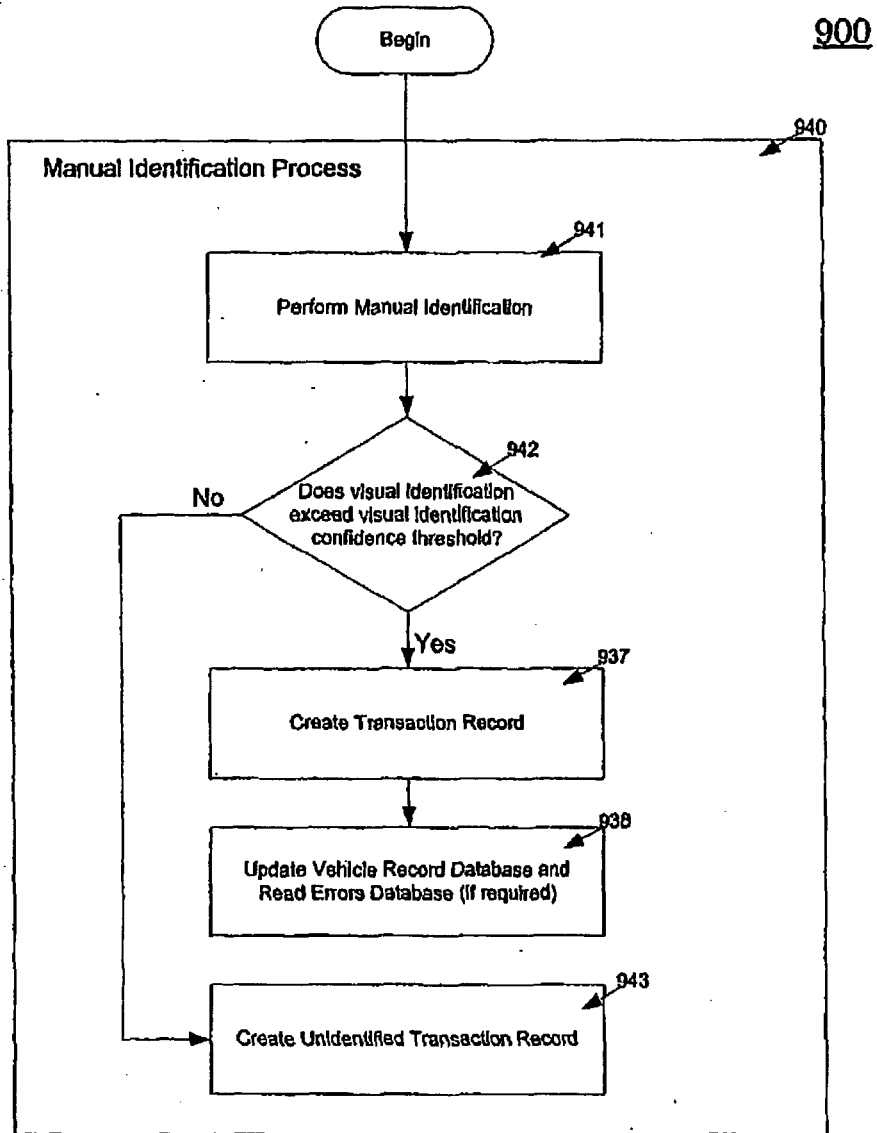 Begin
900
940
Manual Identification Process
941
Perform Manual Identification
942
Does visual identification
exceed visual identification
confidence threshold?
No
Yes
937
Create Transaction Record
938
Update Vehicle Record Database and
Read Errors Database (if required)
943
Create Unidentified Transaction Record